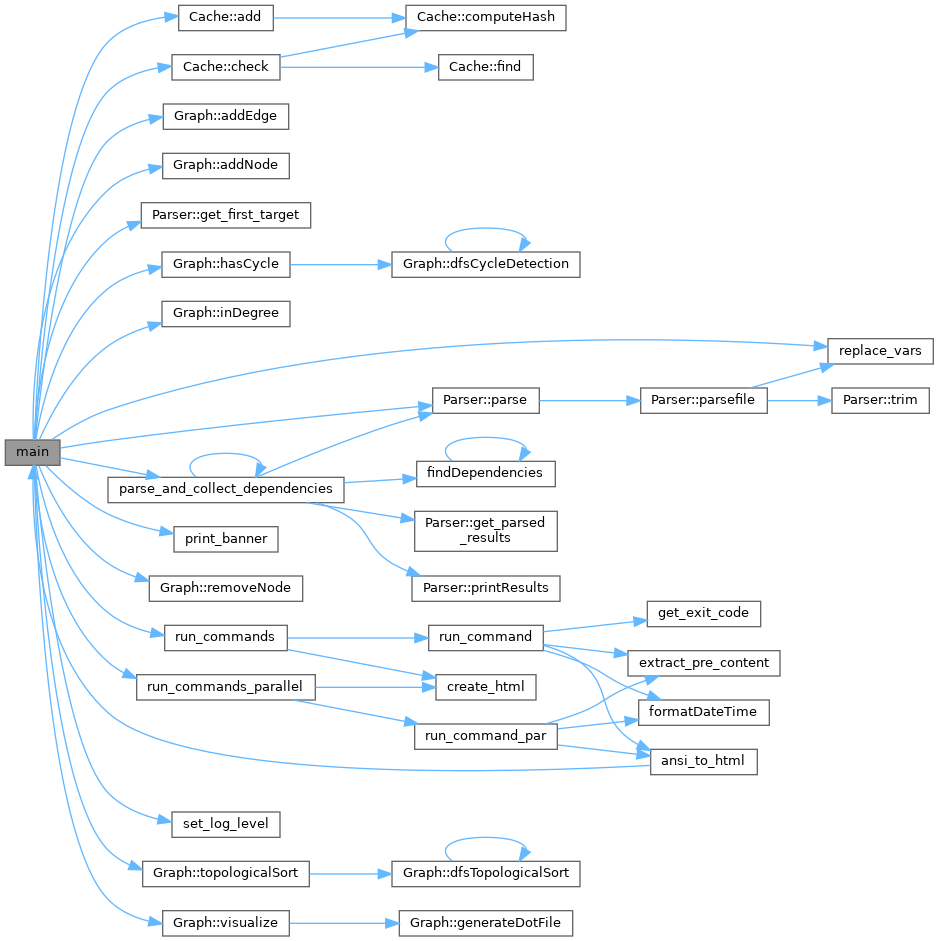 Cache::add
Cache::computeHash
Cache::check
Cache::find
Graph::addEdge
Graph::addNode
Parser::get_first_target
Graph::hasCycle
Graph::dfsCycleDetection
Graph::inDegree
replace_vars
Parser::parse
Parser::parsefile
Parser::trim
main
findDependencies
parse_and_collect_dependencies
Parser::get_parsed
_results
print_banner
Graph::removeNode
Parser::printResults
get_exit_code
run_commands
run_command
extract_pre_content
run_commands_parallel
create_html
formatDateTime
run_command_par
ansi_to_html
set_log_level
Graph::topologicalSort
Graph::dfsTopologicalSort
Graph::visualize
Graph::generateDotFile